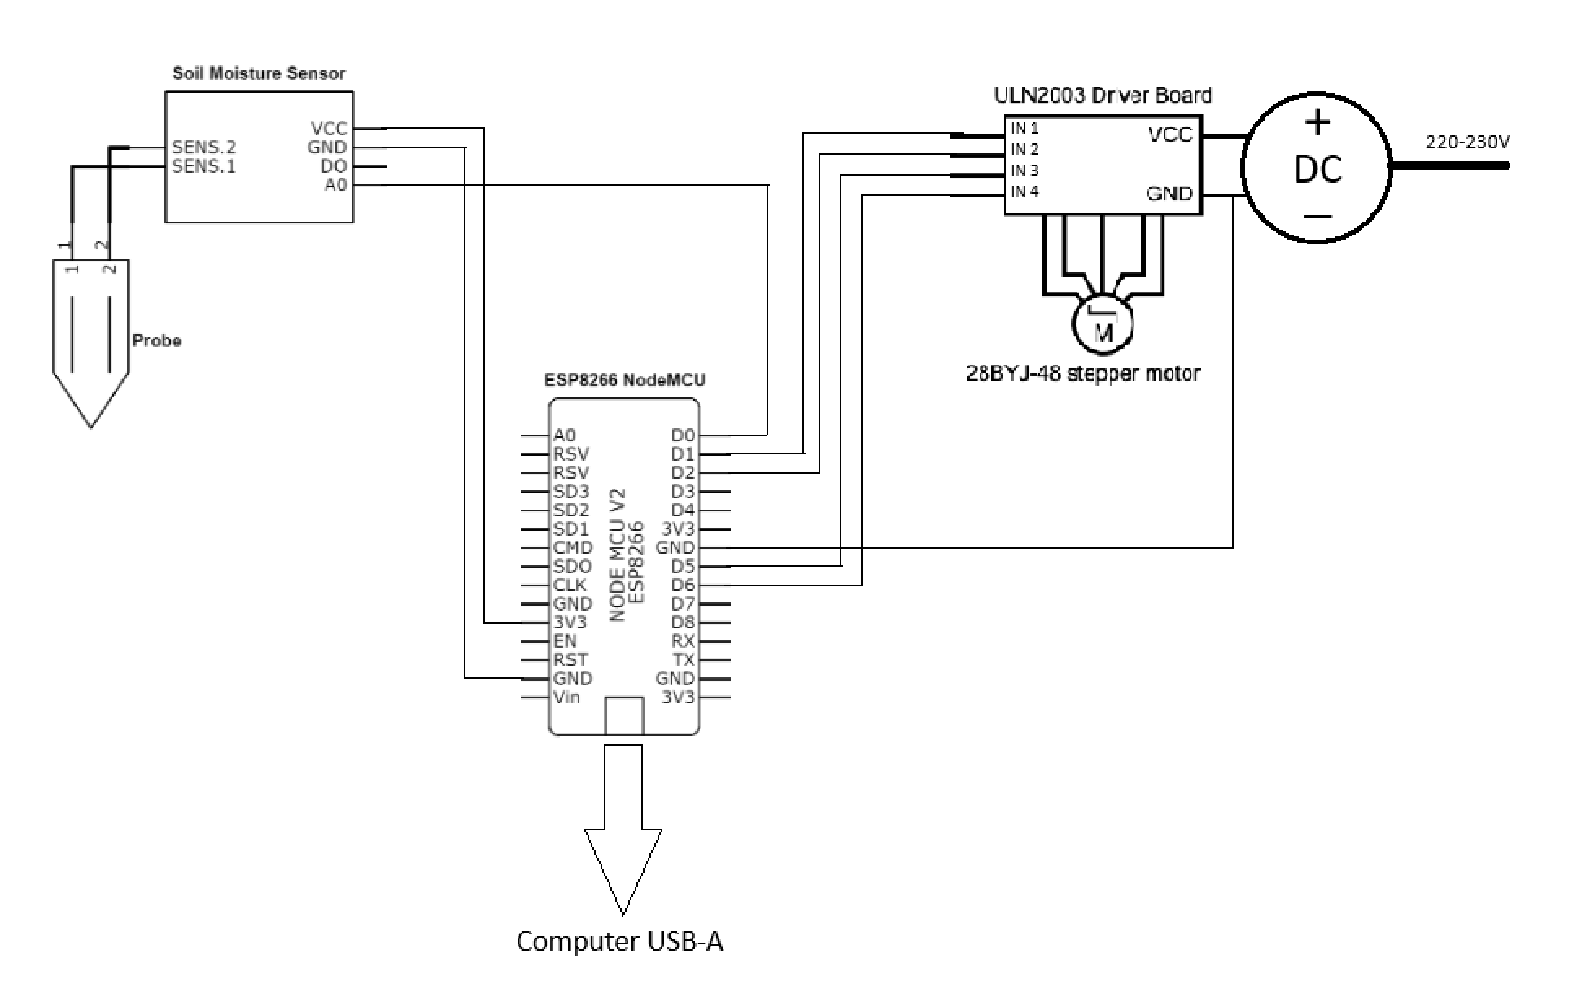 Soil Moisture Sensor
VCC
GND
DO
A0
SENS.2
SENS.1
1
2
1
2
Probe
ULN2003 Driver Board
IN 1
IN 2
IN 3
IN 4
VCC
GND
+
DC
—
220-230V
M
28BYJ-48 stepper motor
ESP8266 NodeMCU
A0
RSV
RSV
SD3
SD2
SD1
CMD
SDO
CLK
GND
3V3
EN
RST
GND
Vin
NODE MCU V2
ESP8266
D0
D1
D2
D3
D4
3V3
GND
D5
D6
D7
D8
RX
TX
GND
3V3
Computer USB-A